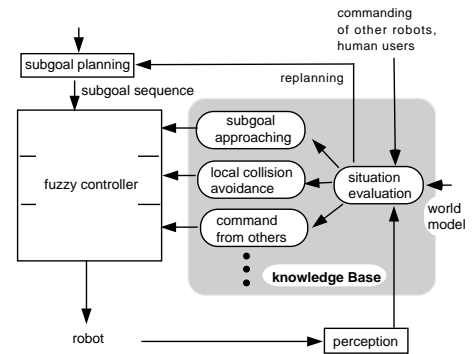 commanding
of other robots,
human users
subgoal planning
replanning
subgoal sequence
subgoal
approaching
fuzzy controller
local collision
avoidance
situation
evaluation
command
from others
world
model
knowledge Base
robot
perception